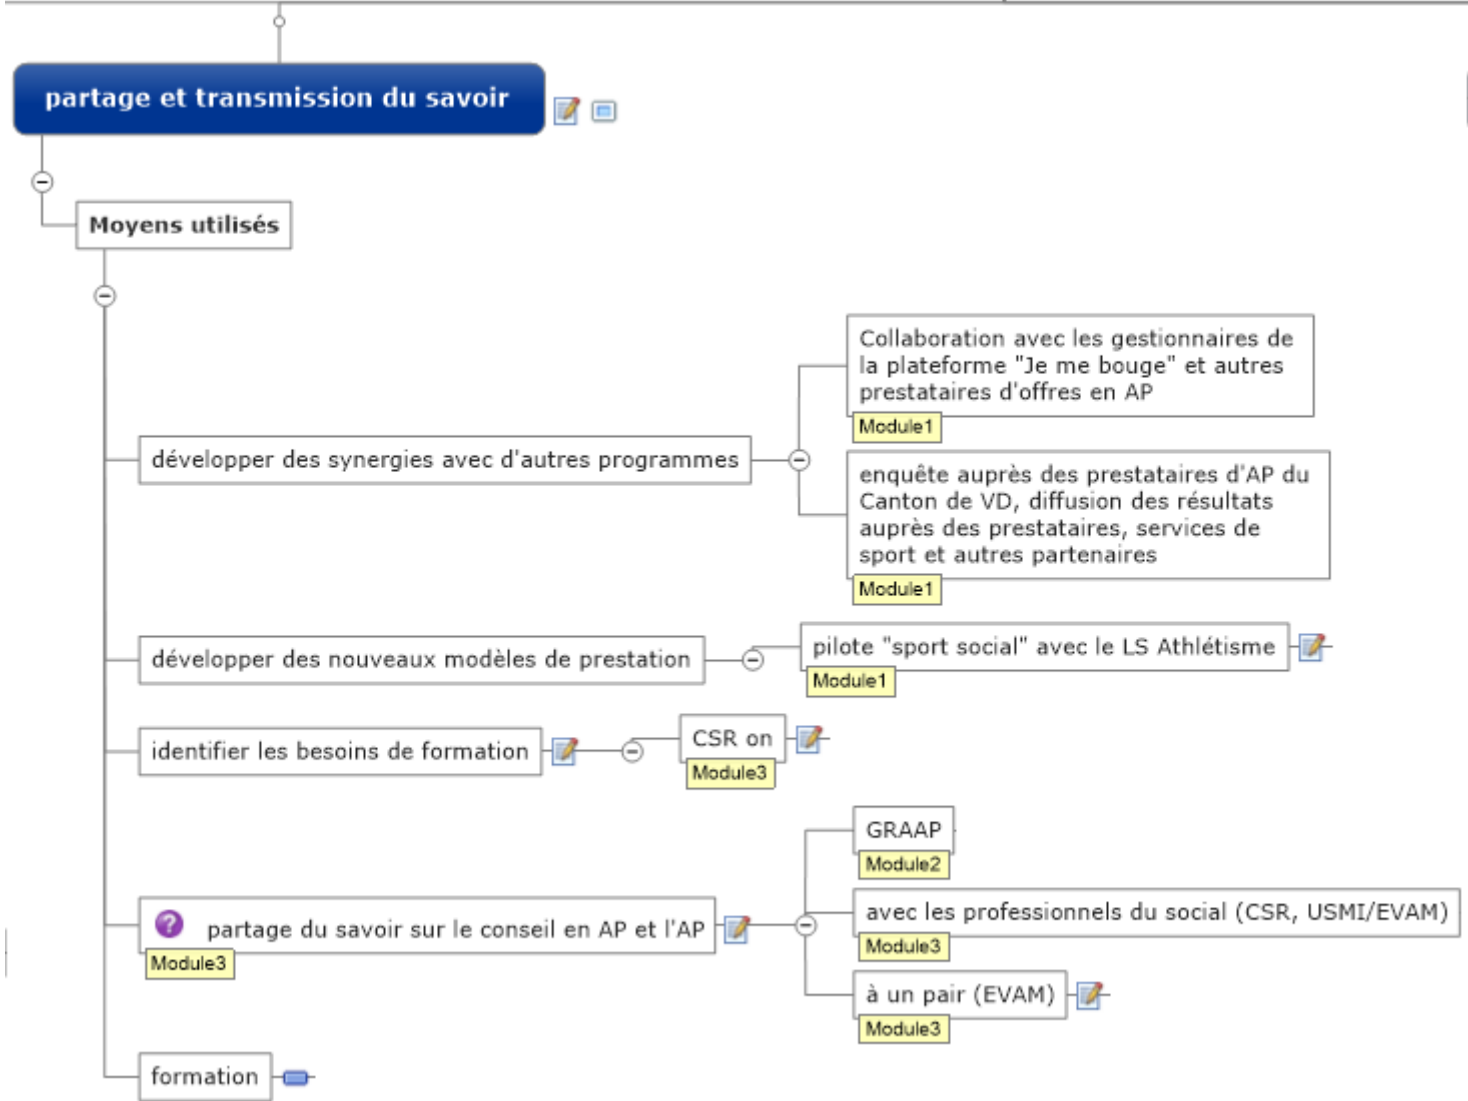 partage et transmission du savoir
Moyens utilisés
développer des synergies avec d'autres programmes
Collaboration avec les gestionnaires de
la plateforme "Je me bouge" et autres
prestataires d'offres en AP
Module1
enquête auprès des prestataires d'AP du
Canton de VD, diffusion des résultats
auprès des prestataires, services de
sport et autres partenaires
Module1
développer des nouveaux modèles de prestation
pilote "sport social" avec le LS Athlétisme
Module1
identifier les besoins de formation
CSR on
Module3
? partage du savoir sur le conseil en AP et l'AP
Module3
GRAAP
Module2
avec les professionnels du social (CSR, USMI/EVAM)
Module3
à un pair (EVAM)
Module3
formation